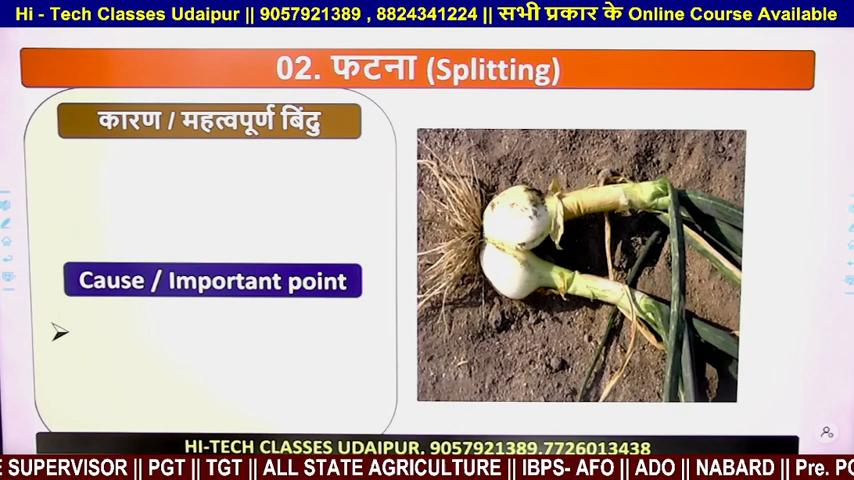 Hi - Tech Classes Udaipur || 9057921389 , 8824341224 || सभी प्रकार के Online Course Available
02. फटना (Splitting)
कारण / महत्वपूर्ण बिंदु
Cause / Important point
HI-TECH CLASSES UDAIPUR. 9057921389,7726013438
SUPERVISOR || PGT || TGT || ALL STATE AGRICULTURE || IBPS- AFO || ADO || NABARD || Pre.